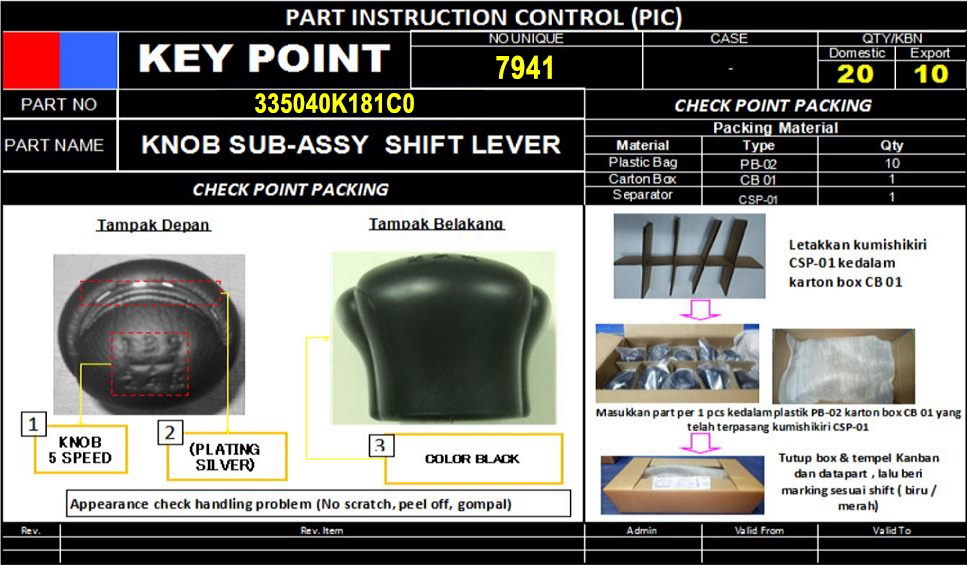 PART INSTRUCTION CONTROL (PIC)
KEY POINT
NO UNIQUE
7941
CASE
-
QTY/KBN
Domestic
Export
20
10
PART NO
335040K181C0
PART NAME
KNOB SUB-ASSY SHIFT LEVER
CHECK POINT PACKING
Packing Material
Material Type Qty
Plastic Bag PB-02 10
Carton Box CB 01 1
Separator CSP-01 1
CHECK POINT PACKING
Tampak Depan
Tampak Belakang
1
KNOB
5 SPEED
2
(PLATING
SILVER)
3
COLOR BLACK
Appearance check handling problem (No scratch, peel off, gompal)
Letakkan kumishikiri
CSP-01 kedalam
karton box CB 01
Masukkan part per 1 pcs kedalam plastik PB-02 karton box CB 01 yang
telah terpasang kumishikiri CSP-01
Tutup box & tempel Kanban
dan datapart , lalu beri
marking sesuai shift ( biru /
merah)
Rev. Rev. Item Admin Valid From Valid To